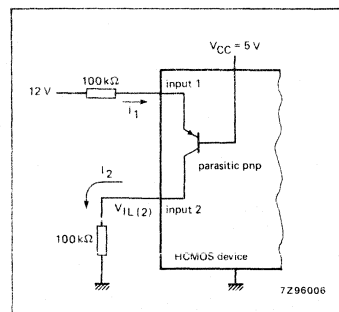 V_CC = 5 V
100 kΩ
input 1
12 V
i_1
parasitic pnp
I_2
V_IL(2)
input 2
100 kΩ
HCMOS device
7Z96006